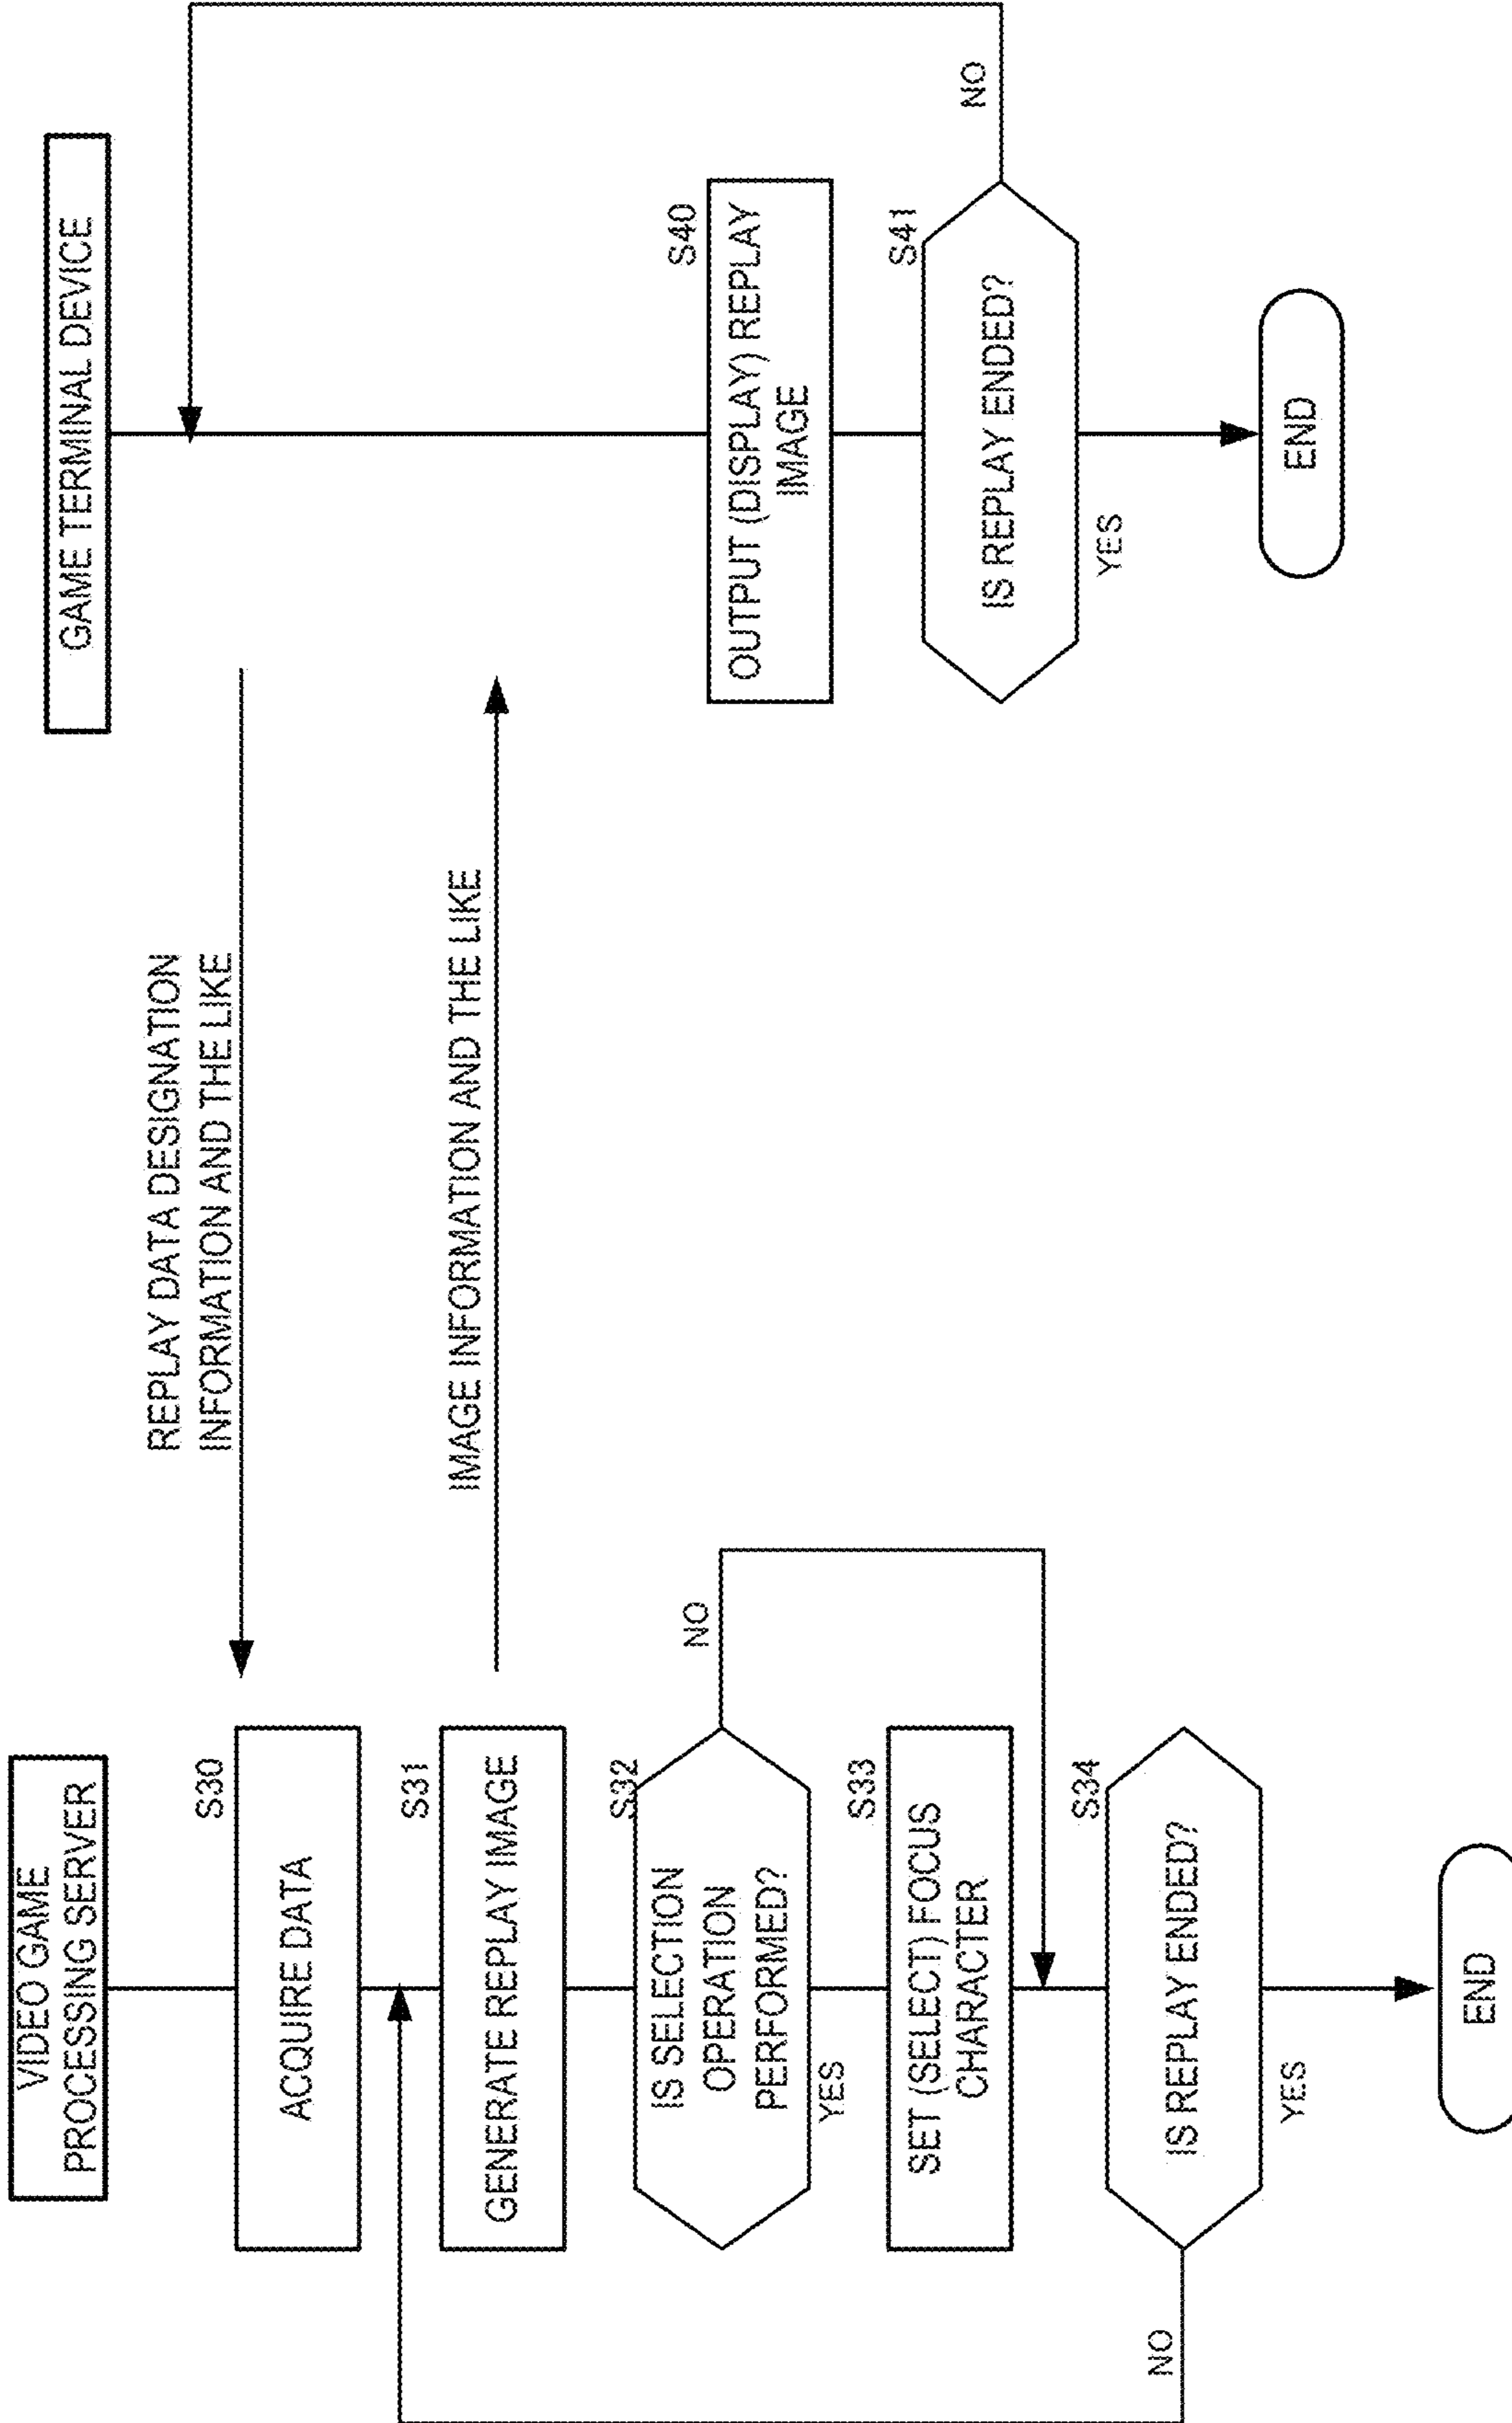 VIDEO GAME
PROCESSING SERVER
S30
ACQUIRE DATA
S31
GENERATE REPLAY IMAGE
S32
IS SELECTION
OPERATION
PERFORMED?
NO
YES
S33
SET (SELECT) FOCUS
CHARACTER
S34
IS REPLAY ENDED?
NO
YES
END
REPLAY DATA DESIGNATION
INFORMATION AND THE LIKE
IMAGE INFORMATION AND THE LIKE
GAME TERMINAL DEVICE
S40
OUTPUT (DISPLAY) REPLAY
IMAGE
S41
IS REPLAY ENDED?
NO
YES
END